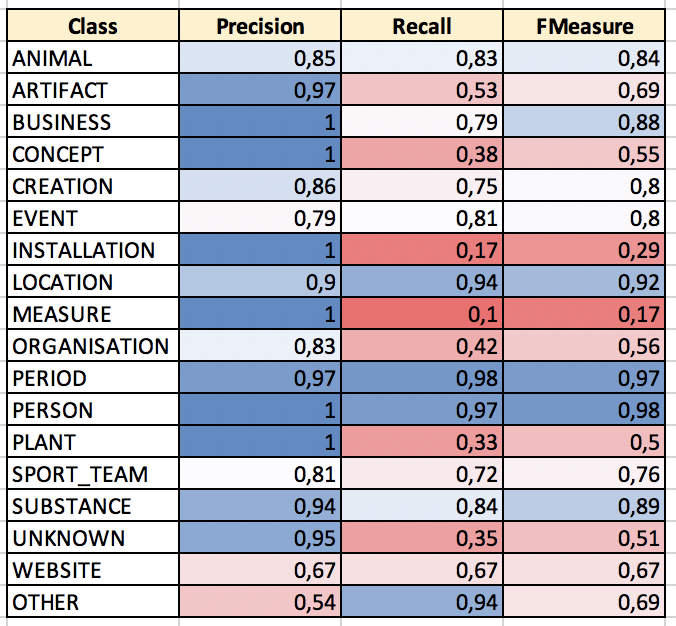 Class Precision Recall FMeasure
ANIMAL 0,85 0,83 0,84
ARTIFACT 0,97 0,53 0,69
BUSINESS 1 0,79 0,88
CONCEPT 1 0,38 0,55
CREATION 0,86 0,75 0,8
EVENT 0,79 0,81 0,8
INSTALLATION 1 0,17 0,29
LOCATION 0,9 0,94 0,92
MEASURE 1 0,1 0,17
ORGANISATION 0,83 0,42 0,56
PERIOD 0,97 0,98 0,97
PERSON 1 0,97 0,98
PLANT 1 0,33 0,5
SPORT_TEAM 0,81 0,72 0,76
SUBSTANCE 0,94 0,84 0,89
UNKNOWN 0,95 0,35 0,51
WEBSITE 0,67 0,67 0,67
OTHER 0,54 0,94 0,69